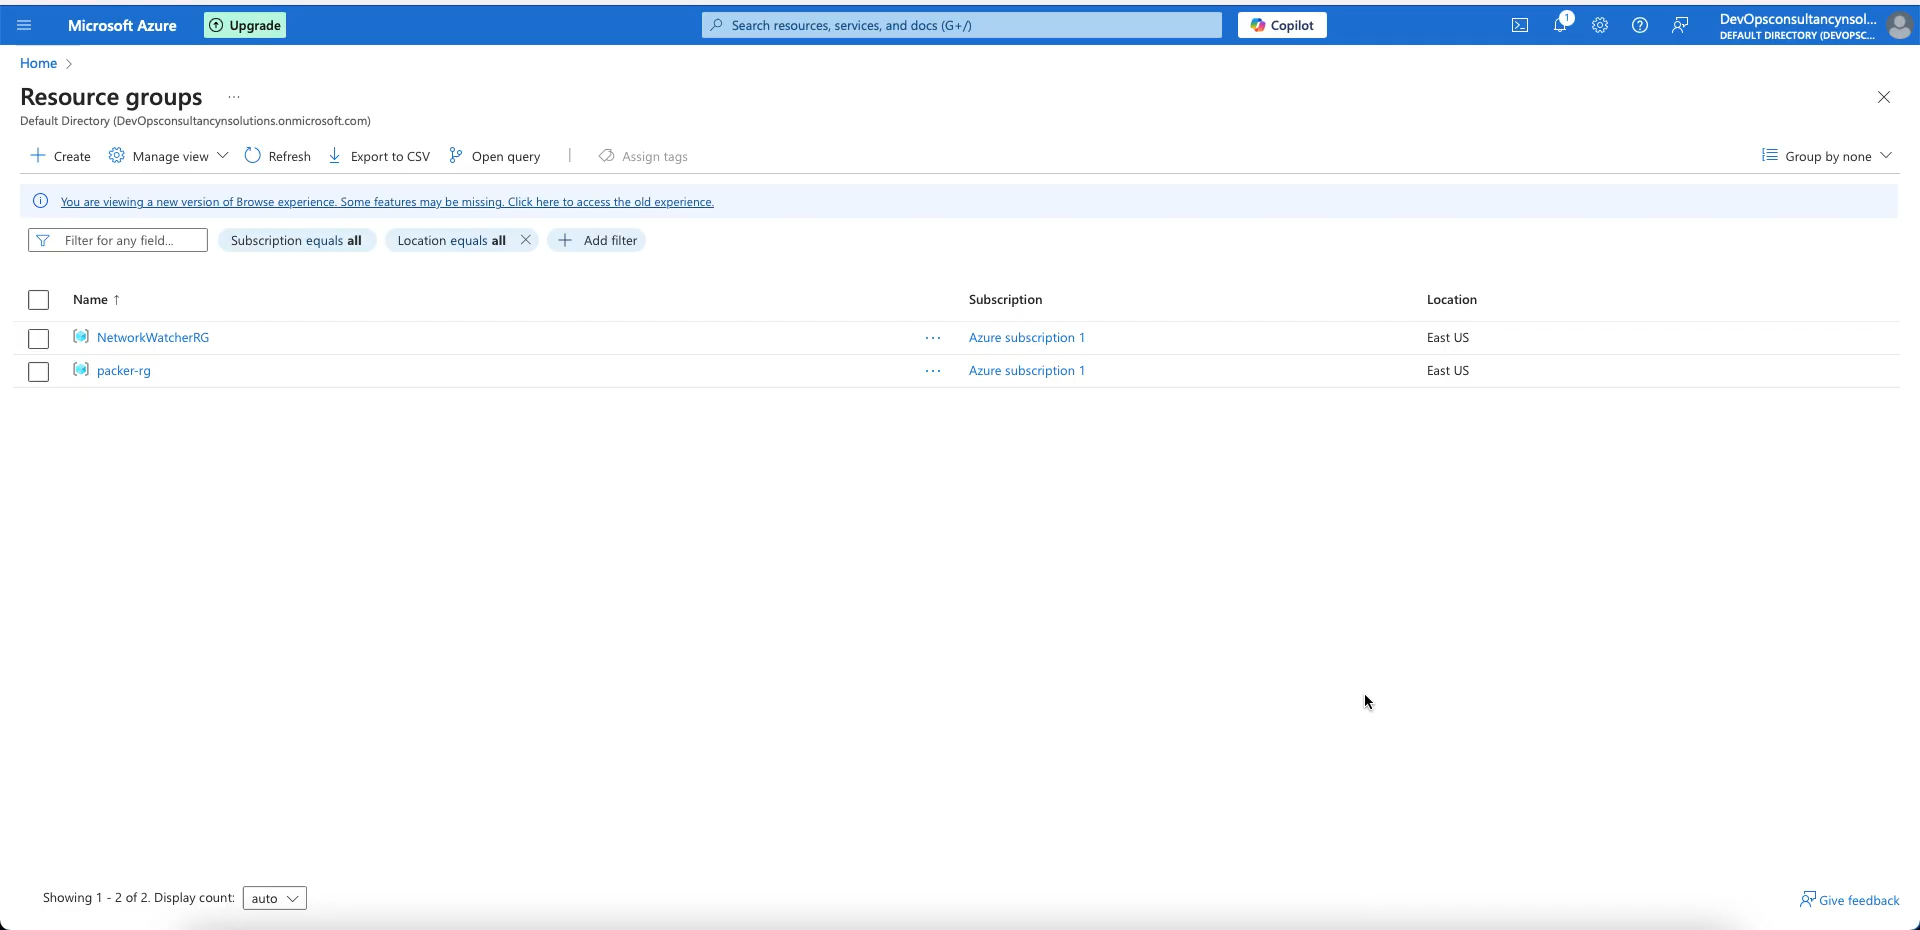 Microsoft Azure
Upgrade
Search resources, services, and docs (G+/)
Copilot
1
DevOpsconsultancynsol...
DEFAULT DIRECTORY (DEVOPSC...
Home
Resource groups ...
Default Directory (DevOpsconsultancynsolutions.onmicrosoft.com)
Create
Manage view
Refresh
Export to CSV
Open query
Assign tags
Group by none
You are viewing a new version of Browse experience. Some features may be missing. Click here to access the old experience.
Filter for any field...
Subscription equals all
Location equals all
Add filter
Name ↑
Subscription
Location
NetworkWatcherRG
...
Azure subscription 1
East US
packer-rg
...
Azure subscription 1
East US
Showing 1 - 2 of 2. Display count:
auto
Give feedback